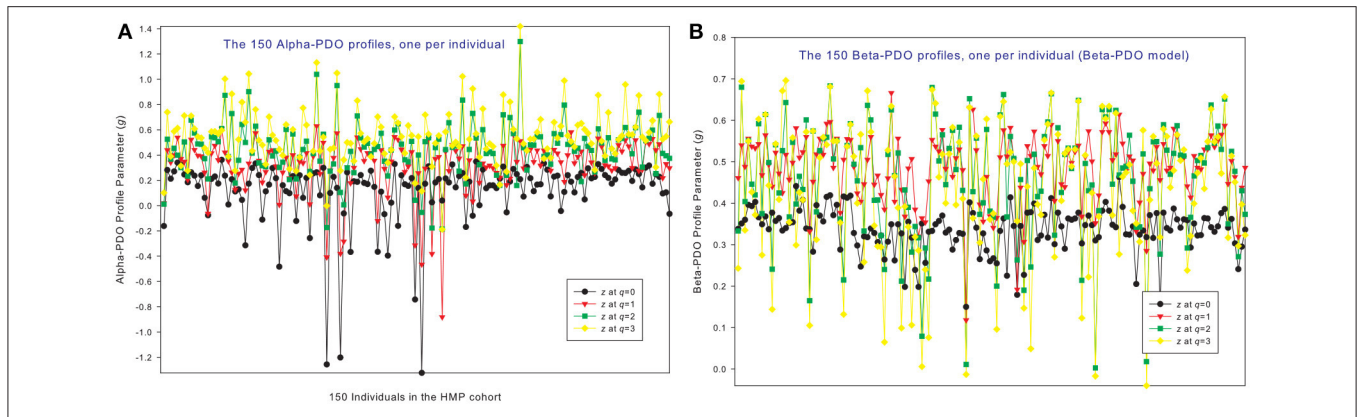 A
The 150 Alpha-PDO profiles, one per individual
Alpha-PDO Profile Parameter (g)
1.4
1.2
1.0
0.8
0.6
0.4
0.2
0.0
-0.2
-0.4
-0.6
-0.8
-1.0
-1.2
z at q=0
z at q=1
z at q=2
z at q=3
150 Individuals in the HMP cohort
B
The 150 Beta-PDO profiles, one per individual (Beta-PDO model)
Beta-PDO Profile Parameter (g)
0.8
0.7
0.6
0.5
0.4
0.3
0.2
0.1
0.0
z at q=0
z at q=1
z at q=2
z at q=3